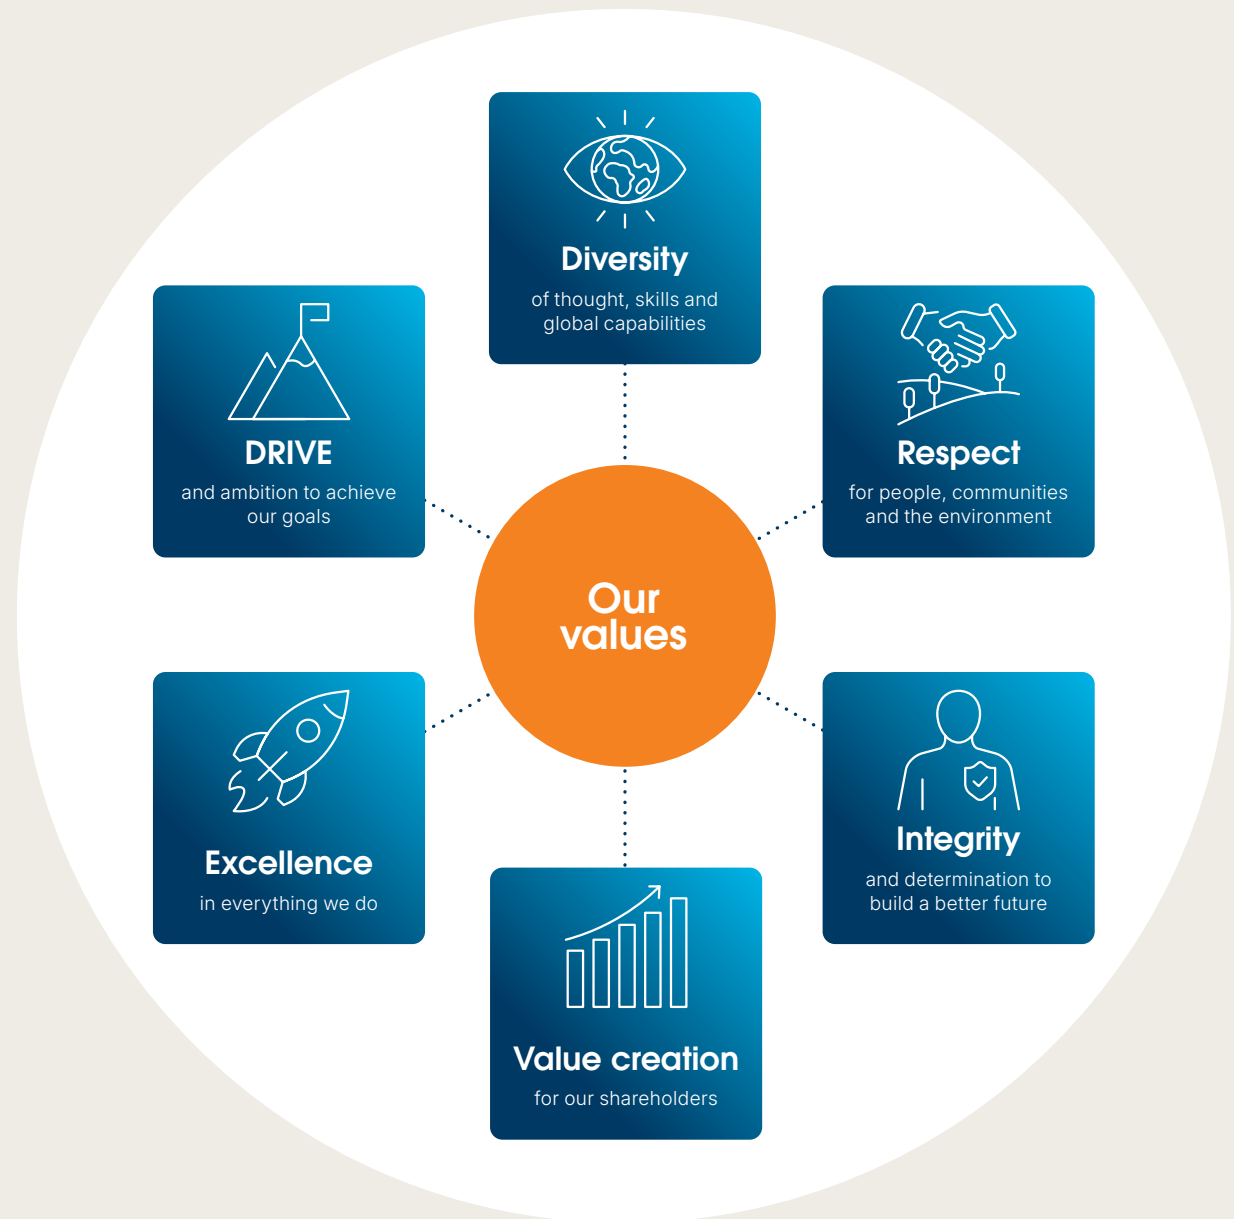 Diversity
of thought, skills and
global capabilities
DRIVE
and ambition to achieve
our goals
Respect
for people, communities
and the environment
Our
values
Excellence
in everything we do
Integrity
and determination to
build a better future
Value creation
for our shareholders